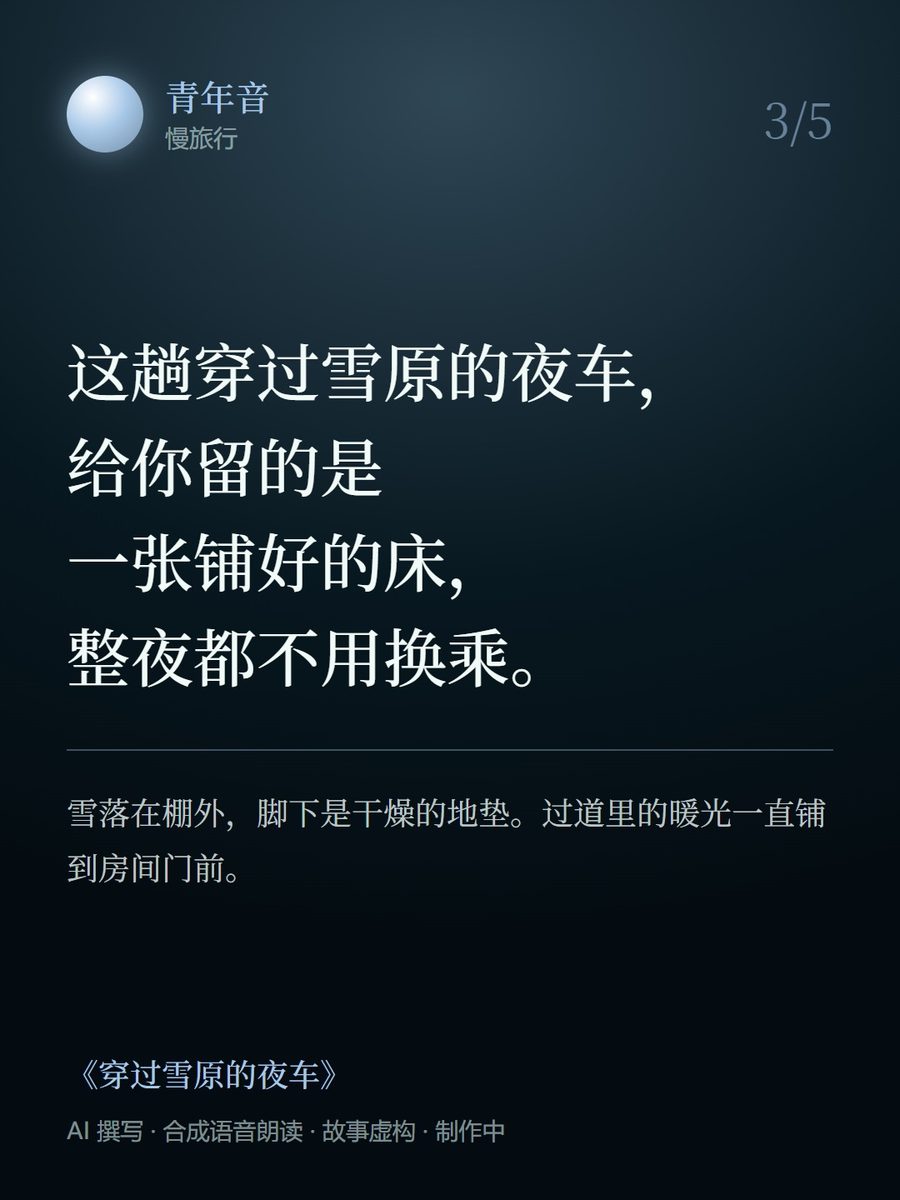 青年音
慢旅行
3/5
这趟穿过雪原的夜车,
给你留的是
一张铺好的床,
整夜都不用换乘。
雪落在棚外，脚下是干燥的地垫。过道里的暖光一直铺
到房间门前。
《穿过雪原的夜车》
AI 撰写 · 合成语音朗读 · 故事虚构 · 制作中